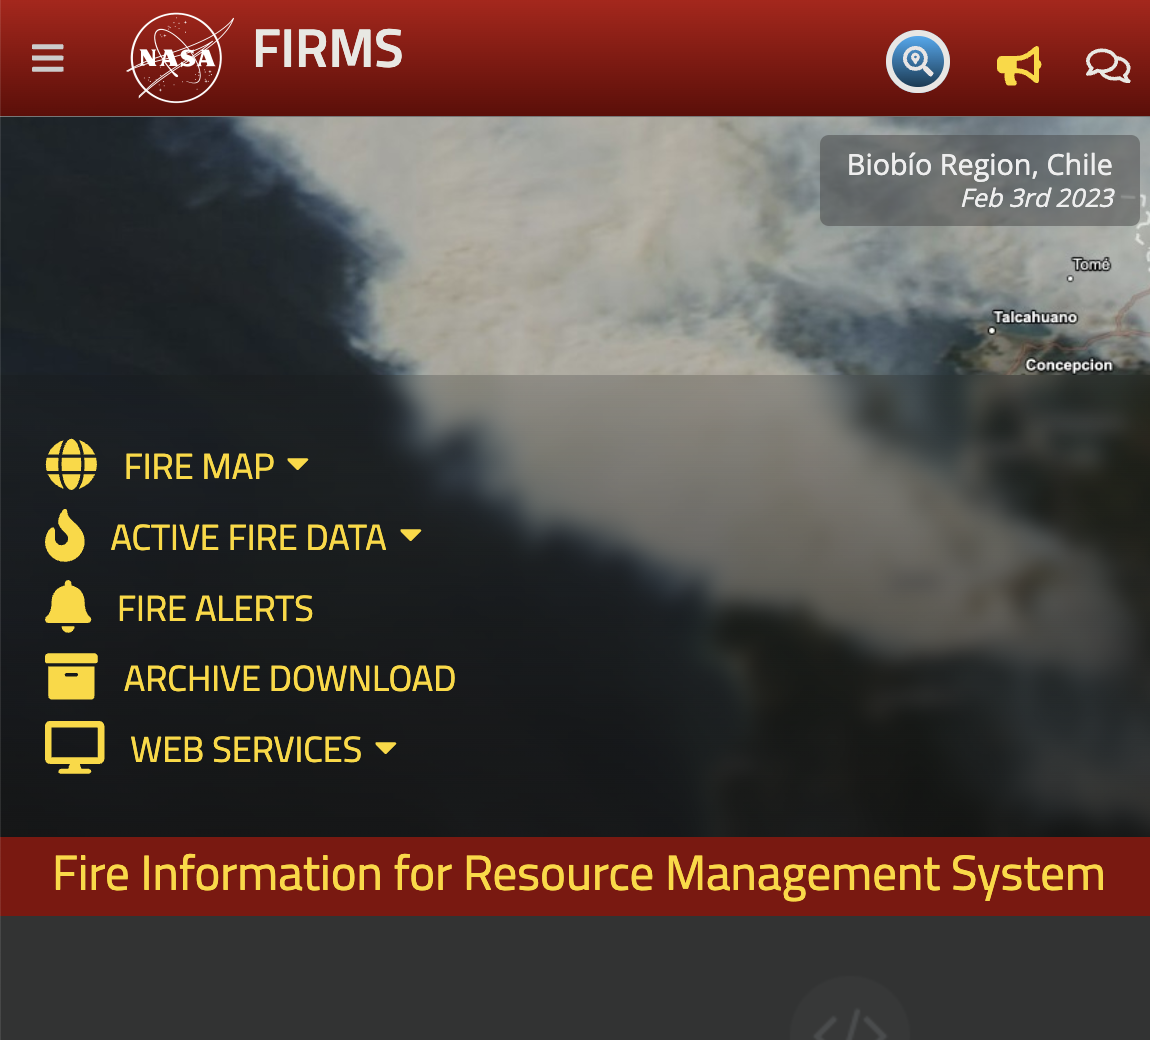 NASA
FIRMS
Biobío Region, Chile
Feb 3rd 2023
Tomé
Talcahuano
Concepcion
FIRE MAP
ACTIVE FIRE DATA
FIRE ALERTS
ARCHIVE DOWNLOAD
WEB SERVICES
Fire Information for Resource Management System